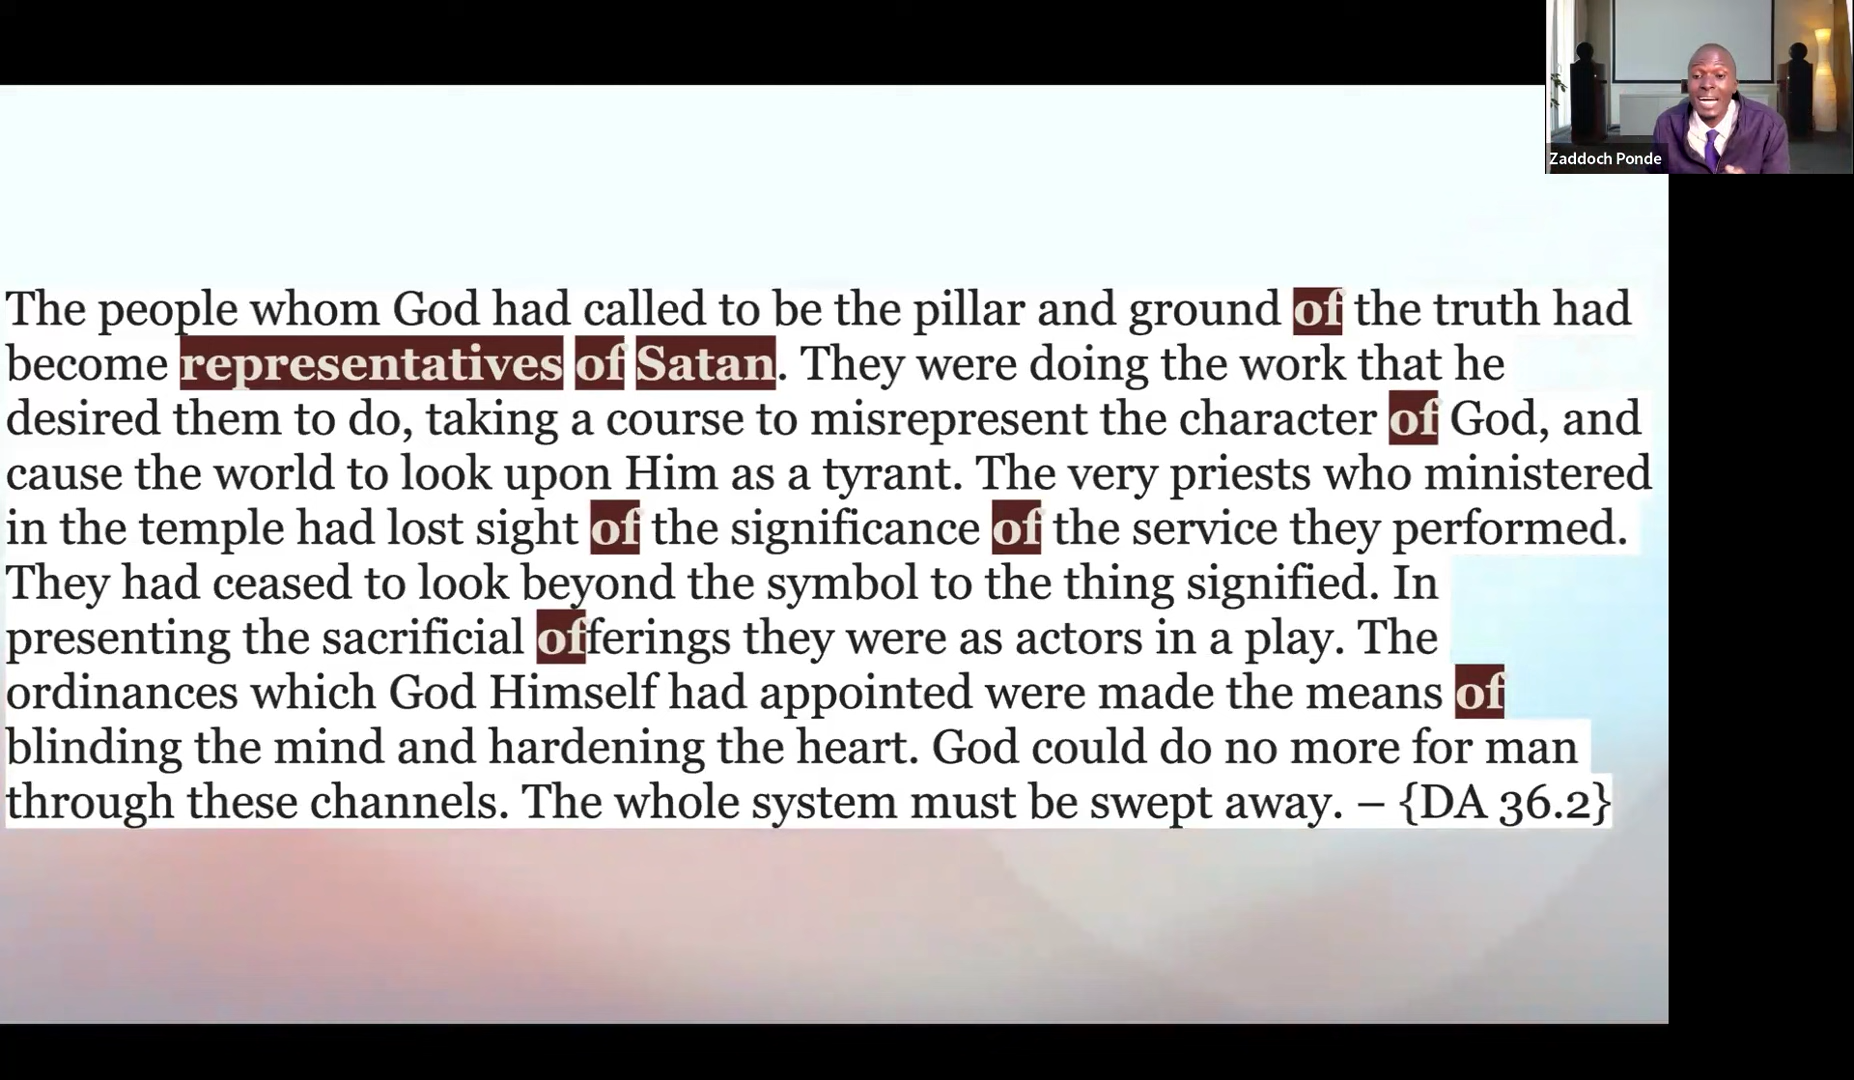 Zaddoch Ponde
The people whom God had called to be the pillar and ground of the truth had
become representatives of Satan. They were doing the work that he
desired them to do, taking a course to misrepresent the character of God, and
cause the world to look upon Him as a tyrant. The very priests who ministered
in the temple had lost sight of the significance of the service they performed.
They had ceased to look beyond the symbol to the thing signified. In
presenting the sacrificial offerings they were as actors in a play. The
ordinances which God Himself had appointed were made the means of
blinding the mind and hardening the heart. God could do no more for man
through these channels. The whole system must be swept away. – {DA 36.2}